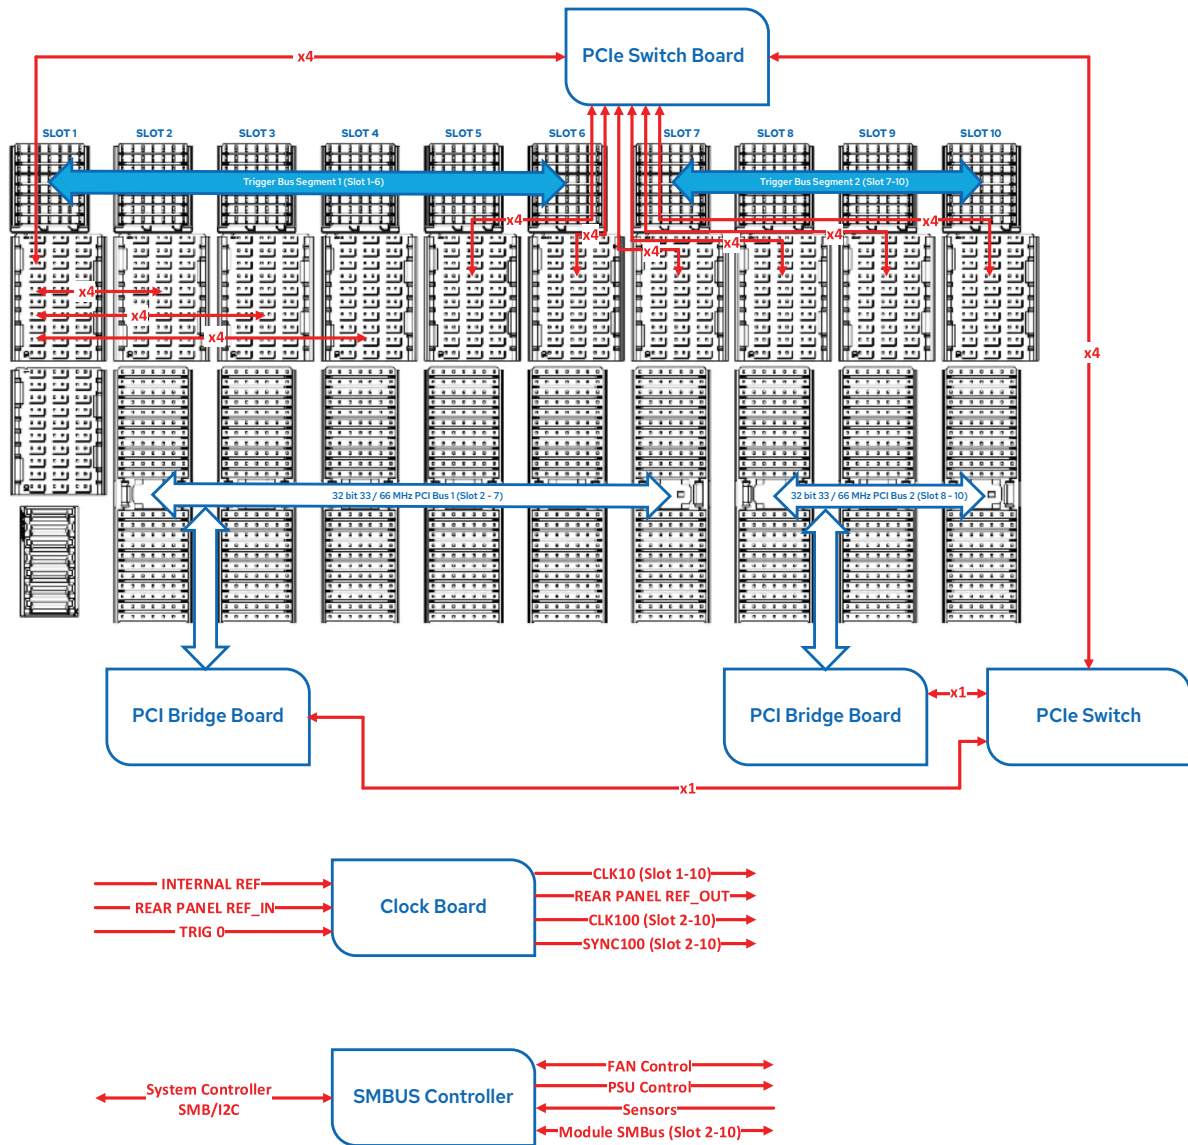 PCIe Switch Board
x4
x4
SLOT 1
SLOT 2
SLOT 3
SLOT 4
SLOT 5
SLOT 6
SLOT 7
SLOT 8
SLOT 9
SLOT 10
Trigger Bus Segment 1 (Slot 1-6)
Trigger Bus Segment 2 (Slot 7-10)
x4
x4
x4
x4
x4
x4
x4
x4
x4
32 bit 33 / 66 MHz PCI Bus 1 (Slot 2 - 7)
32 bit 33 / 66 MHz PCI Bus 2 (Slot 8 - 10)
PCI Bridge Board
PCI Bridge Board
x1
PCIe Switch
x1
INTERNAL REF
REAR PANEL REF_IN
TRIG 0
Clock Board
CLK10 (Slot 1-10)
REAR PANEL REF_OUT
CLK100 (Slot 2-10)
SYNC100 (Slot 2-10)
System Controller
SMB/I2C
SMBUS Controller
FAN Control
PSU Control
Sensors
Module SMBus (Slot 2-10)